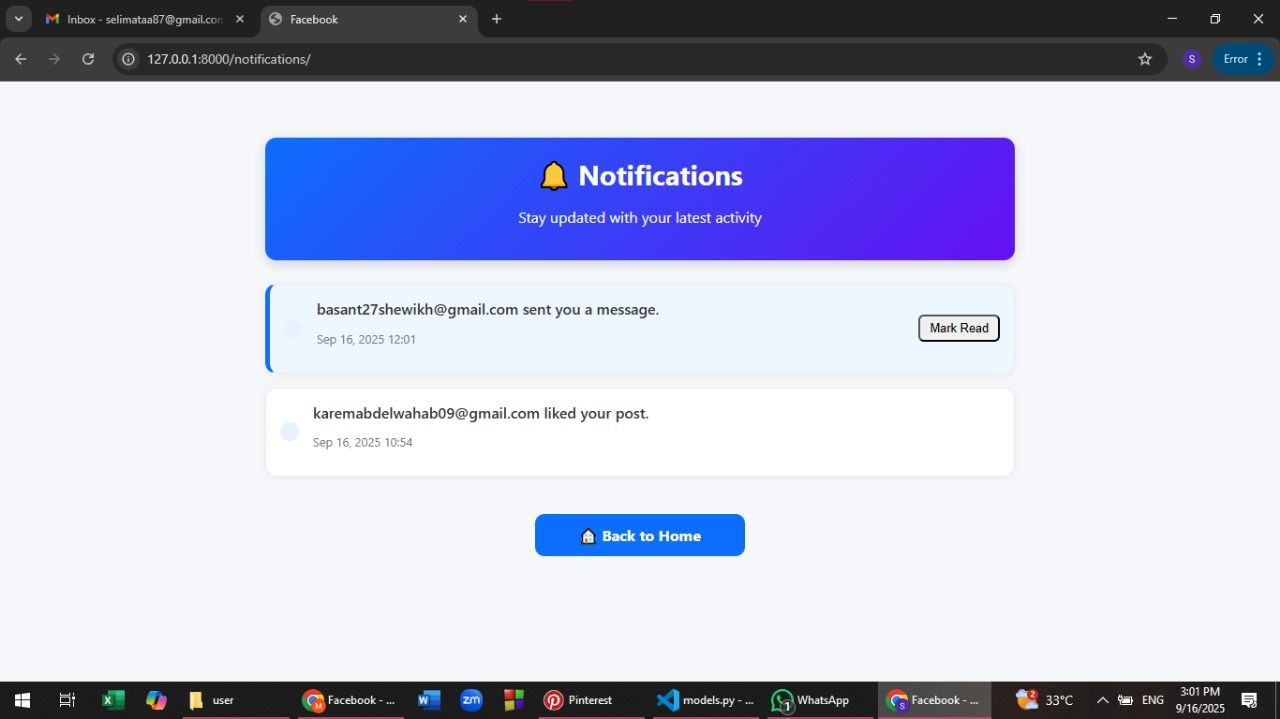 Inbox - selimataa87@gmail.com
Facebook
127.0.0.1:8000/notifications/
S
Error
Notifications
Stay updated with your latest activity
basant27shewikh@gmail.com sent you a message.
Sep 16, 2025 12:01
Mark Read
karemabdelwahab09@gmail.com liked your post.
Sep 16, 2025 10:54
Back to Home
user
Facebook - ...
zm
Pinterest
models.py - ...
1
WhatsApp
Facebook - ...
2
33°C
ENG
3:01 PM
9/16/2025